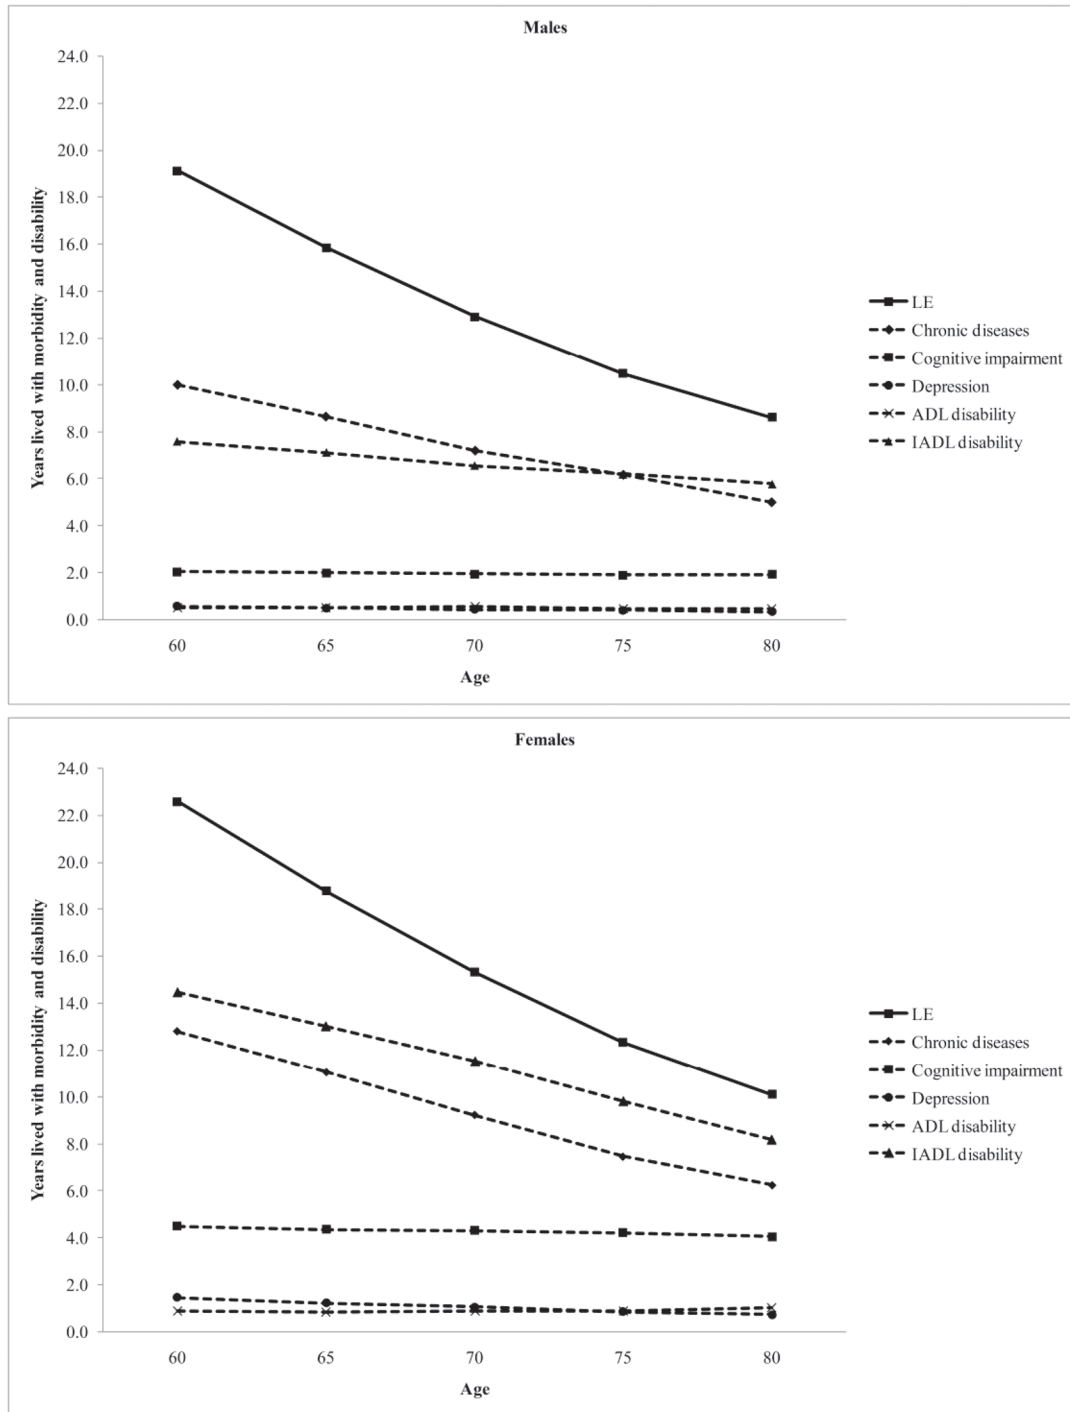 Males
24.0
22.0
20.0
18.0
16.0
14.0
12.0
10.0
8.0
6.0
4.0
2.0
0.0
Years lived with morbidity and disability
60 65 70 75 80
Age
LE
Chronic diseases
Cognitive impairment
Depression
ADL disability
IADL disability
Females
24.0
22.0
20.0
18.0
16.0
14.0
12.0
10.0
8.0
6.0
4.0
2.0
0.0
Years lived with morbidity and disability
60 65 70 75 80
Age
LE
Chronic diseases
Cognitive impairment
Depression
ADL disability
IADL disability